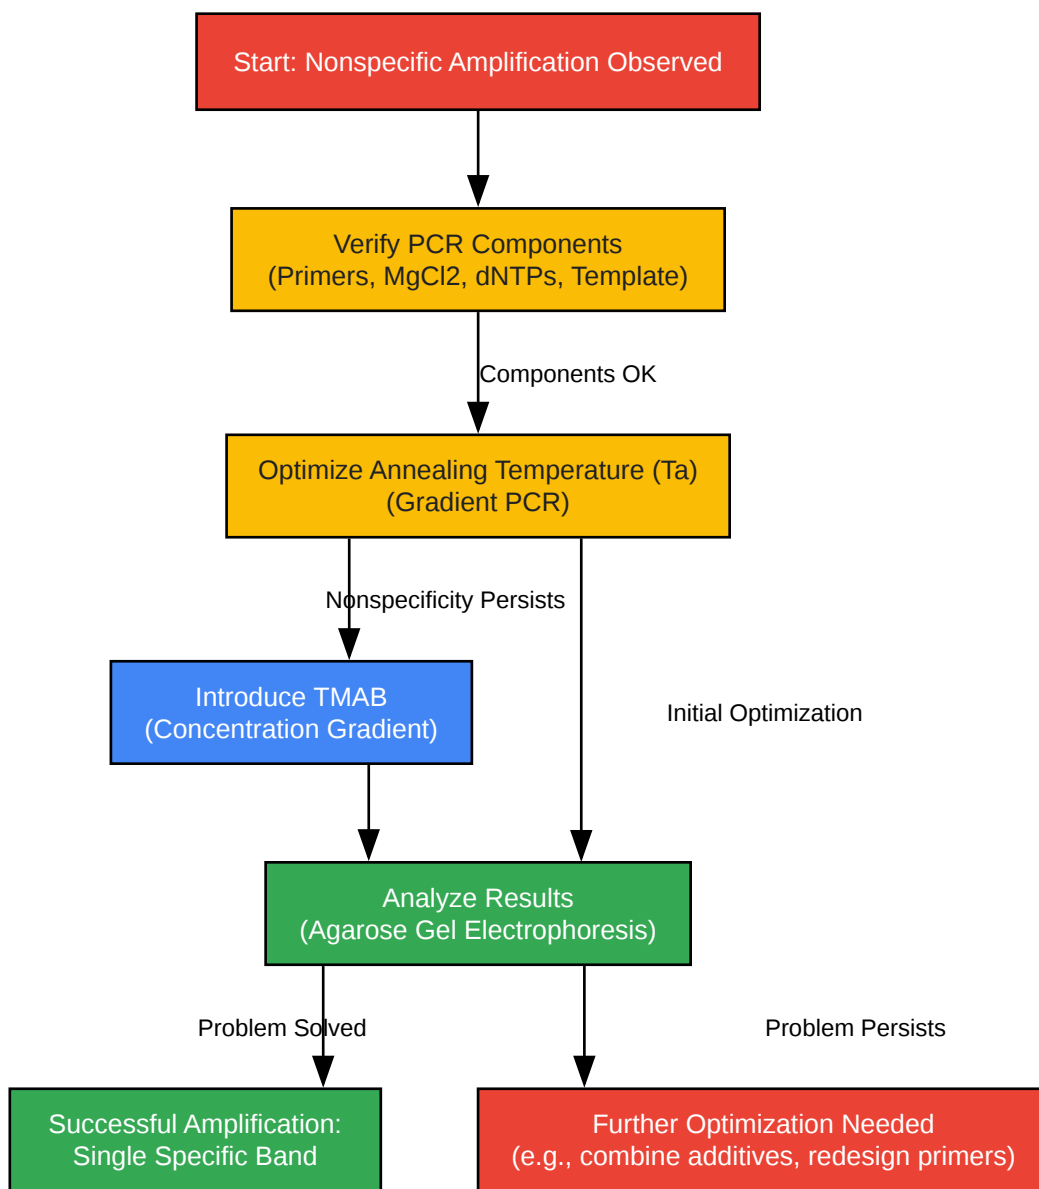 Start: Nonspecific Amplification Observed
Verify PCR Components
(Primers, MgCl2, dNTPs, Template)
Components OK
Optimize Annealing Temperature (Ta)
(Gradient PCR)
Nonspecificity Persists
Introduce TMAB
(Concentration Gradient)
Initial Optimization
Analyze Results
(Agarose Gel Electrophoresis)
Problem Solved
Problem Persists
Successful Amplification:
Single Specific Band
Further Optimization Needed
(e.g., combine additives, redesign primers)